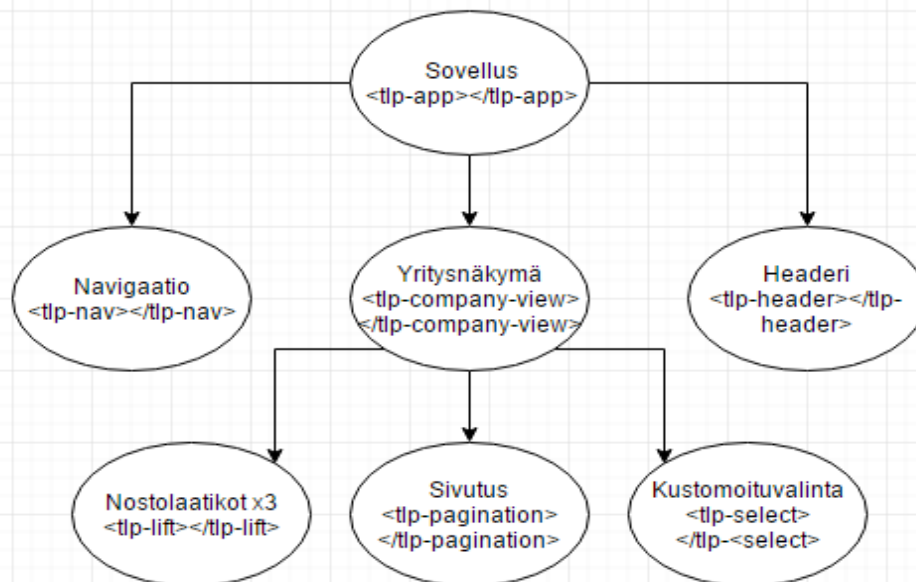 Sovellus
<tlp-app></tlp-app>
Navigaatio
<tlp-nav></tlp-nav>
Yritysnäkymä
<tlp-company-view>
</tlp-company-view>
Headeri
<tlp-header></tlp-
header>
Nostolaatikot x3
<tlp-lift></tlp-lift>
Sivutus
<tlp-pagination>
</tlp-pagination>
Kustomoituvalinta
<tlp-select>
</tlp-<select>